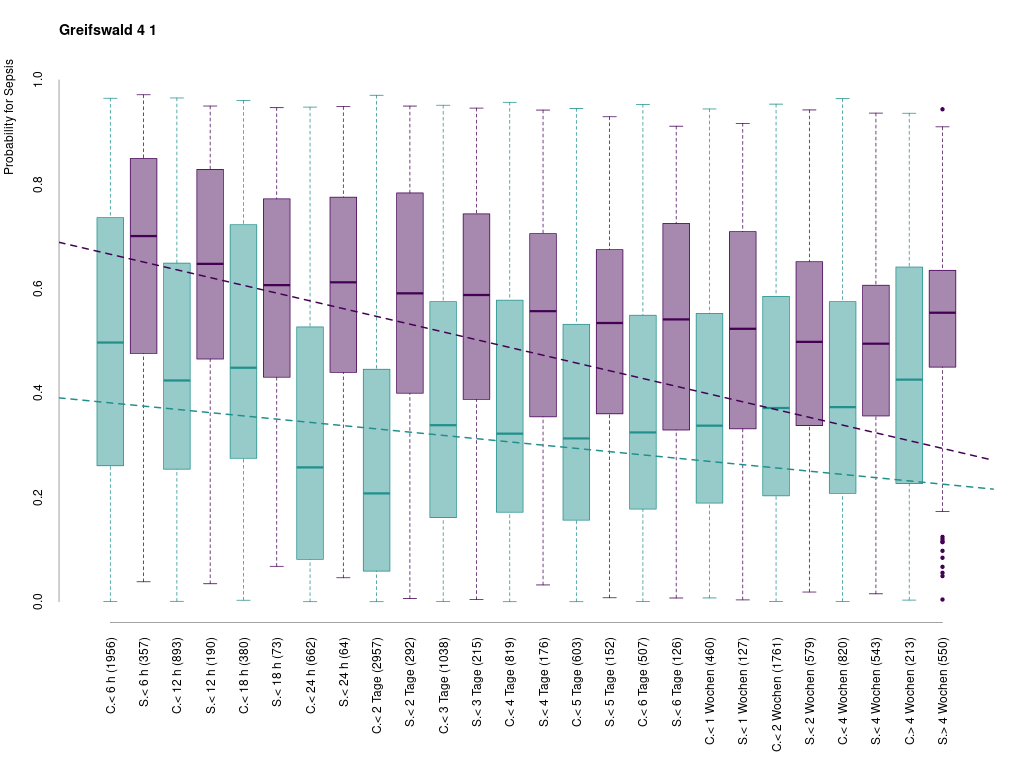 Greifswald 4 1
Probability for Sepsis
1.0
0.8
0.6
0.4
0.2
0.0
C.< 6 h (1956)
S.< 6 h (357)
C.< 12 h (893)
S.< 12 h (190)
C.< 18 h (380)
S.< 18 h (73)
C.< 24 h (662)
S.< 24 h (64)
C.< 2 Tage (2957)
S.< 2 Tage (292)
C.< 3 Tage (1038)
S.< 3 Tage (215)
C.< 4 Tage (819)
S.< 4 Tage (176)
C.< 5 Tage (603)
S.< 5 Tage (152)
C.< 6 Tage (507)
S.< 6 Tage (126)
C.< 1 Wochen (460)
S.< 1 Wochen (127)
C.< 2 Wochen (1761)
S.< 2 Wochen (579)
C.< 4 Wochen (820)
S.< 4 Wochen (543)
C.> 4 Wochen (213)
S.> 4 Wochen (550)